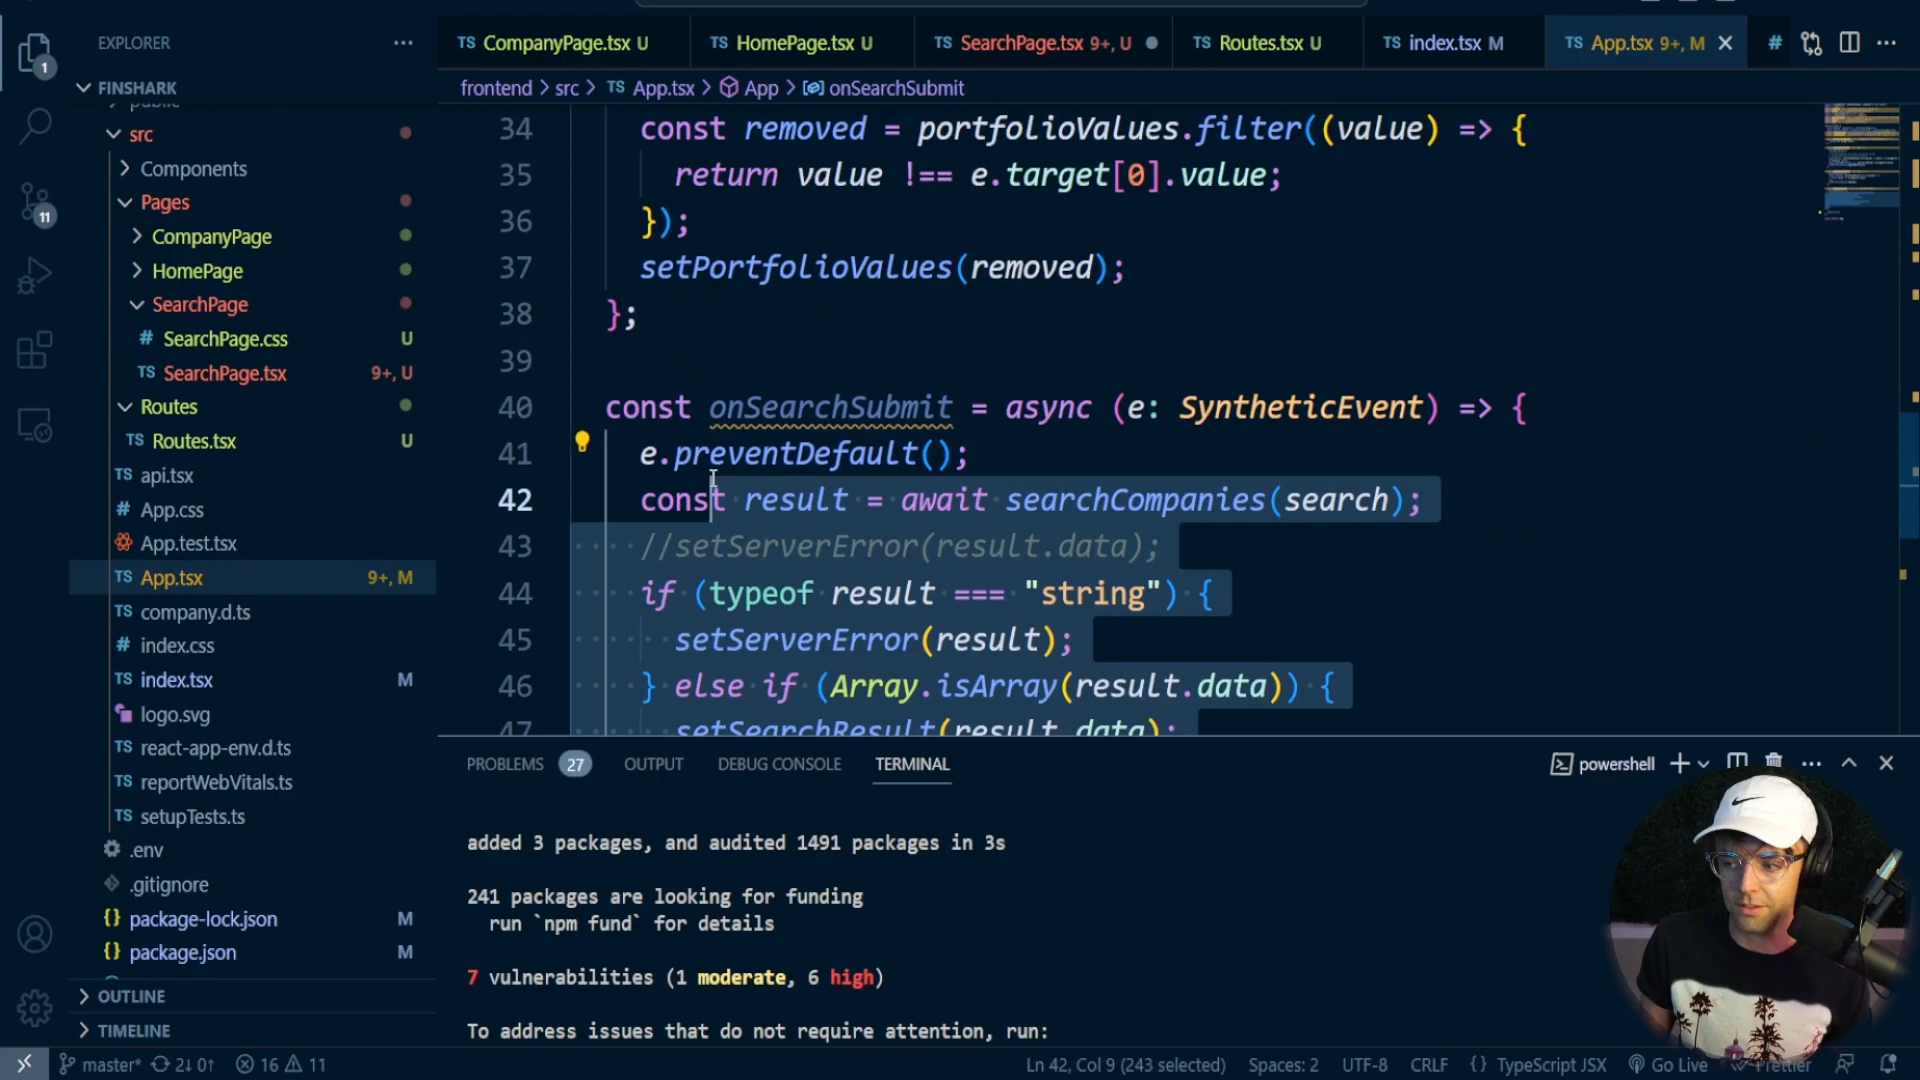 EXPLORER
FINSHARK
public
src
Components
Pages
CompanyPage
HomePage
SearchPage
# SearchPage.css U
TS SearchPage.tsx 9+, U
Routes
TS Routes.tsx U
TS api.tsx
# App.css
App.test.tsx
TS App.tsx 9+, M
TS company.d.ts
# index.css
TS index.tsx M
logo.svg
TS react-app-env.d.ts
TS reportWebVitals.ts
TS setupTests.ts
.env
.gitignore
{} package-lock.json M
{} package.json M
OUTLINE
TIMELINE
1
11
TS CompanyPage.tsx U
TS HomePage.tsx U
TS SearchPage.tsx 9+, U
TS Routes.tsx U
TS index.tsx M
TS App.tsx 9+, M
#
frontend > src > TS App.tsx > App > onSearchSubmit
34 const removed = portfolioValues.filter((value) => {
35 return value !== e.target[0].value;
36 });
37 setPortfolioValues(removed);
38 };
39
40 const onSearchSubmit = async (e: SyntheticEvent) => {
41 e.preventDefault();
42 const result = await searchCompanies(search);
43 //setServerError(result.data);
44 if (typeof result === "string") {
45 setServerError(result);
46 } else if (Array.isArray(result.data)) {
47 setSearchResult(result.data);
PROBLEMS 27 OUTPUT DEBUG CONSOLE TERMINAL
powershell
added 3 packages, and audited 1491 packages in 3s
241 packages are looking for funding
run `npm fund` for details
7 vulnerabilities (1 moderate, 6 high)
To address issues that do not require attention, run:
master* 2↓ 0↑ 16 11
Ln 42, Col 9 (243 selected) Spaces: 2 UTF-8 CRLF {} TypeScript JSX Go Live Prettier